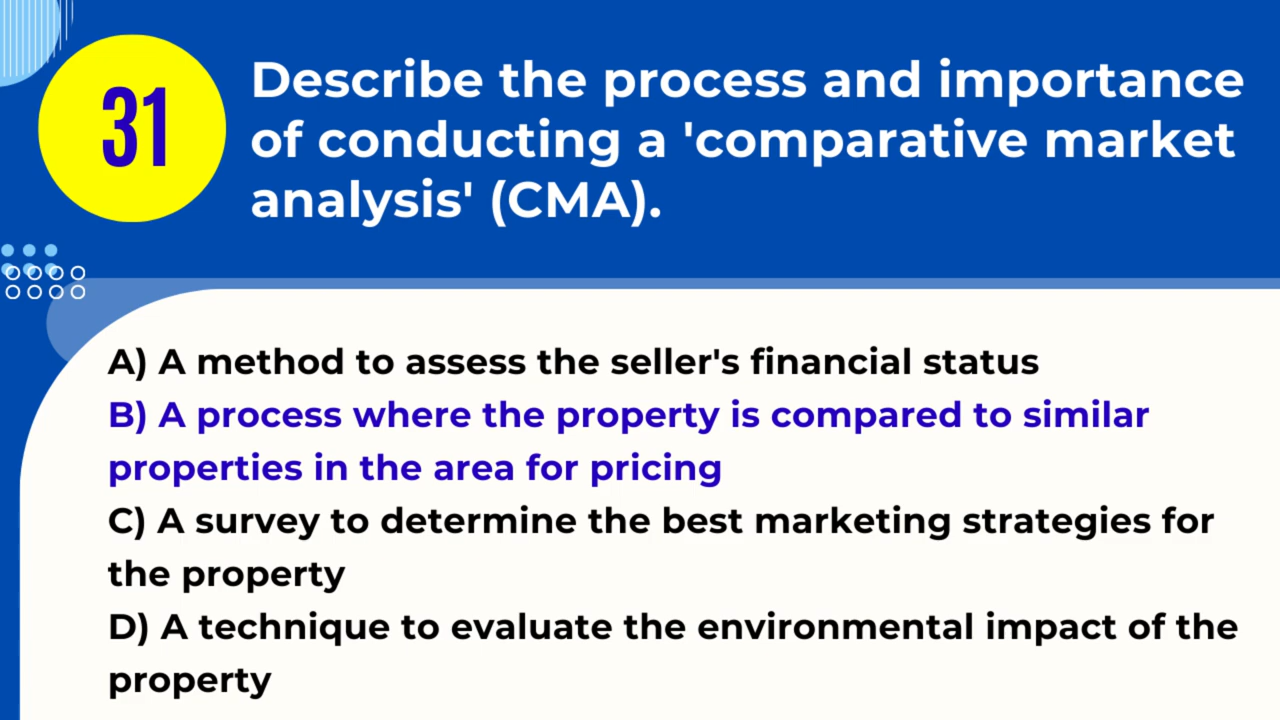 31
Describe the process and importance
of conducting a 'comparative market
analysis' (CMA).
A) A method to assess the seller's financial status
B) A process where the property is compared to similar
properties in the area for pricing
C) A survey to determine the best marketing strategies for
the property
D) A technique to evaluate the environmental impact of the
property